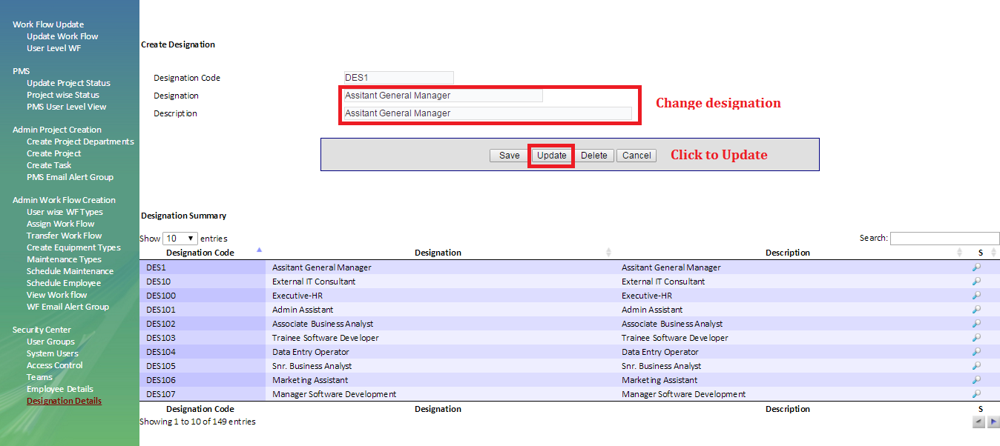 Work Flow Update
Update Work Flow
User Level WF
PMS
Update Project Status
Project wise Status
PMS User Level View
Admin Project Creation
Create Project Departments
Create Project
Create Task
PMS Email Alert Group
Admin Work Flow Creation
User wise WF Types
Assign Work Flow
Transfer Work Flow
Create Equipment Types
Maintenance Types
Schedule Maintenance
Schedule Employee
View Work flow
WF Email Alert Group
Security Center
User Groups
System Users
Access Control
Teams
Employee Details
Designation Details
Create Designation
Designation Code DES1
Designation Assitant General Manager
Description Assitant General Manager
Change designation
Save Update Delete Cancel Click to Update
Designation Summary
Show 10 entries Search:
Designation Code Designation Description S
DES1 Assitant General Manager Assitant General Manager
DES10 External IT Consultant External IT Consultant
DES100 Executive-HR Executive-HR
DES101 Admin Assistant Admin Assistant
DES102 Associate Business Analyst Associate Business Analyst
DES103 Trainee Software Developer Trainee Software Developer
DES104 Data Entry Operator Data Entry Operator
DES105 Snr. Business Analyst Snr. Business Analyst
DES106 Marketing Assistant Marketing Assistant
DES107 Manager Software Development Manager Software Development
Designation Code Designation Description S
Showing 1 to 10 of 149 entries